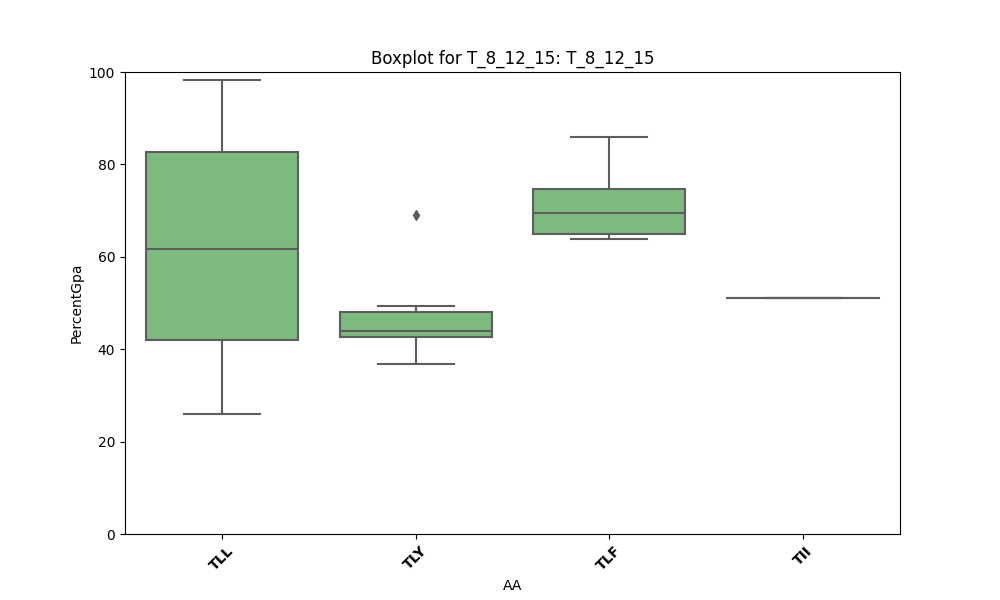 Boxplot for T_8_12_15: T_8_12_15
100
80
60
40
20
0
PercentGpa
TLL
TLY
TLF
TII
AA